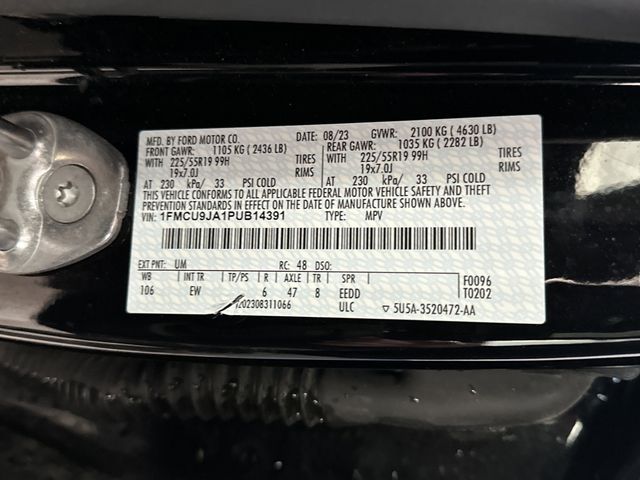 MFD. BY FORD MOTOR CO.
08/23 GVWR: 2100 KG ( 4630 LB)
FRONT GAWR: 1105 KG ( 2436 LB) REAR GAWR: 1035 KG ( 2282 LB)
WITH 225/55R19 99H TIRES WITH 225/55R19 99H TIRES
19x7.0J RIMS 19x7.0J RIMS
AT 230 kPa/ 33 PSI COLD AT 230 kPa/ 33 PSI COLD
THIS VEHICLE CONFORMS TO ALL APPLICABLE FEDERAL MOTOR VEHICLE SAFETY AND THEFT
PREVENTION STANDARDS IN EFFECT ON THE DATE OF MANUFACTURE SHOWN ABOVE.
VIN: 1FMCU9JA1PUB14391 TYPE: MPV
EXT PNT: UM RC: 48 DSO:
WB INT TR TP/PS R AXLE TR SPR F0096
106 EW 6 47 8 EEDD T0202
202308311066 ULC ▽ 5U5A-3520472-AA